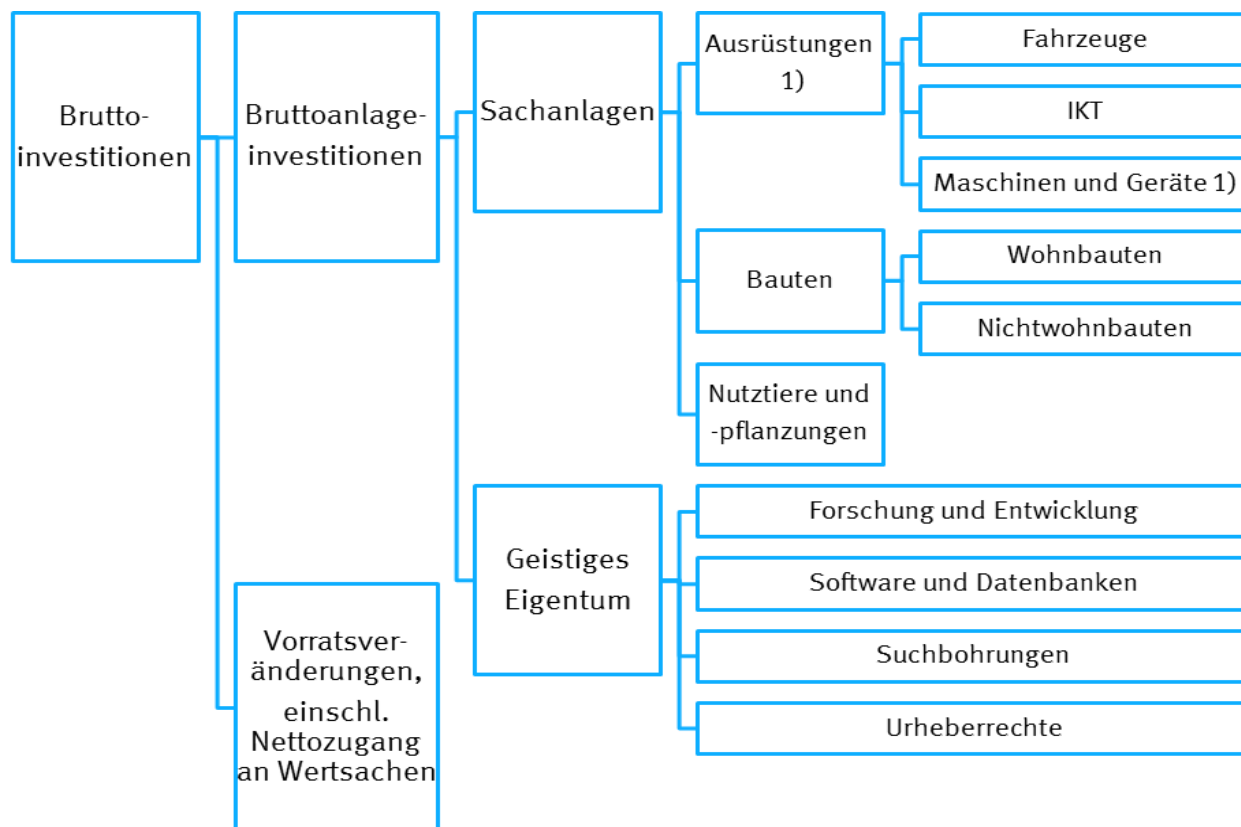 Brutto-
investitionen
Bruttoanlage-
investitionen
Sachanlagen
Ausrüstungen
1)
Fahrzeuge
IKT
Maschinen und Geräte 1)
Bauten
Wohnbauten
Nichtwohnbauten
Nutztiere und
-pflanzungen
Geistiges
Eigentum
Forschung und Entwicklung
Software und Datenbanken
Suchbohrungen
Urheberrechte
Vorratsver-
änderungen,
einschl.
Nettozugang
an Wertsachen